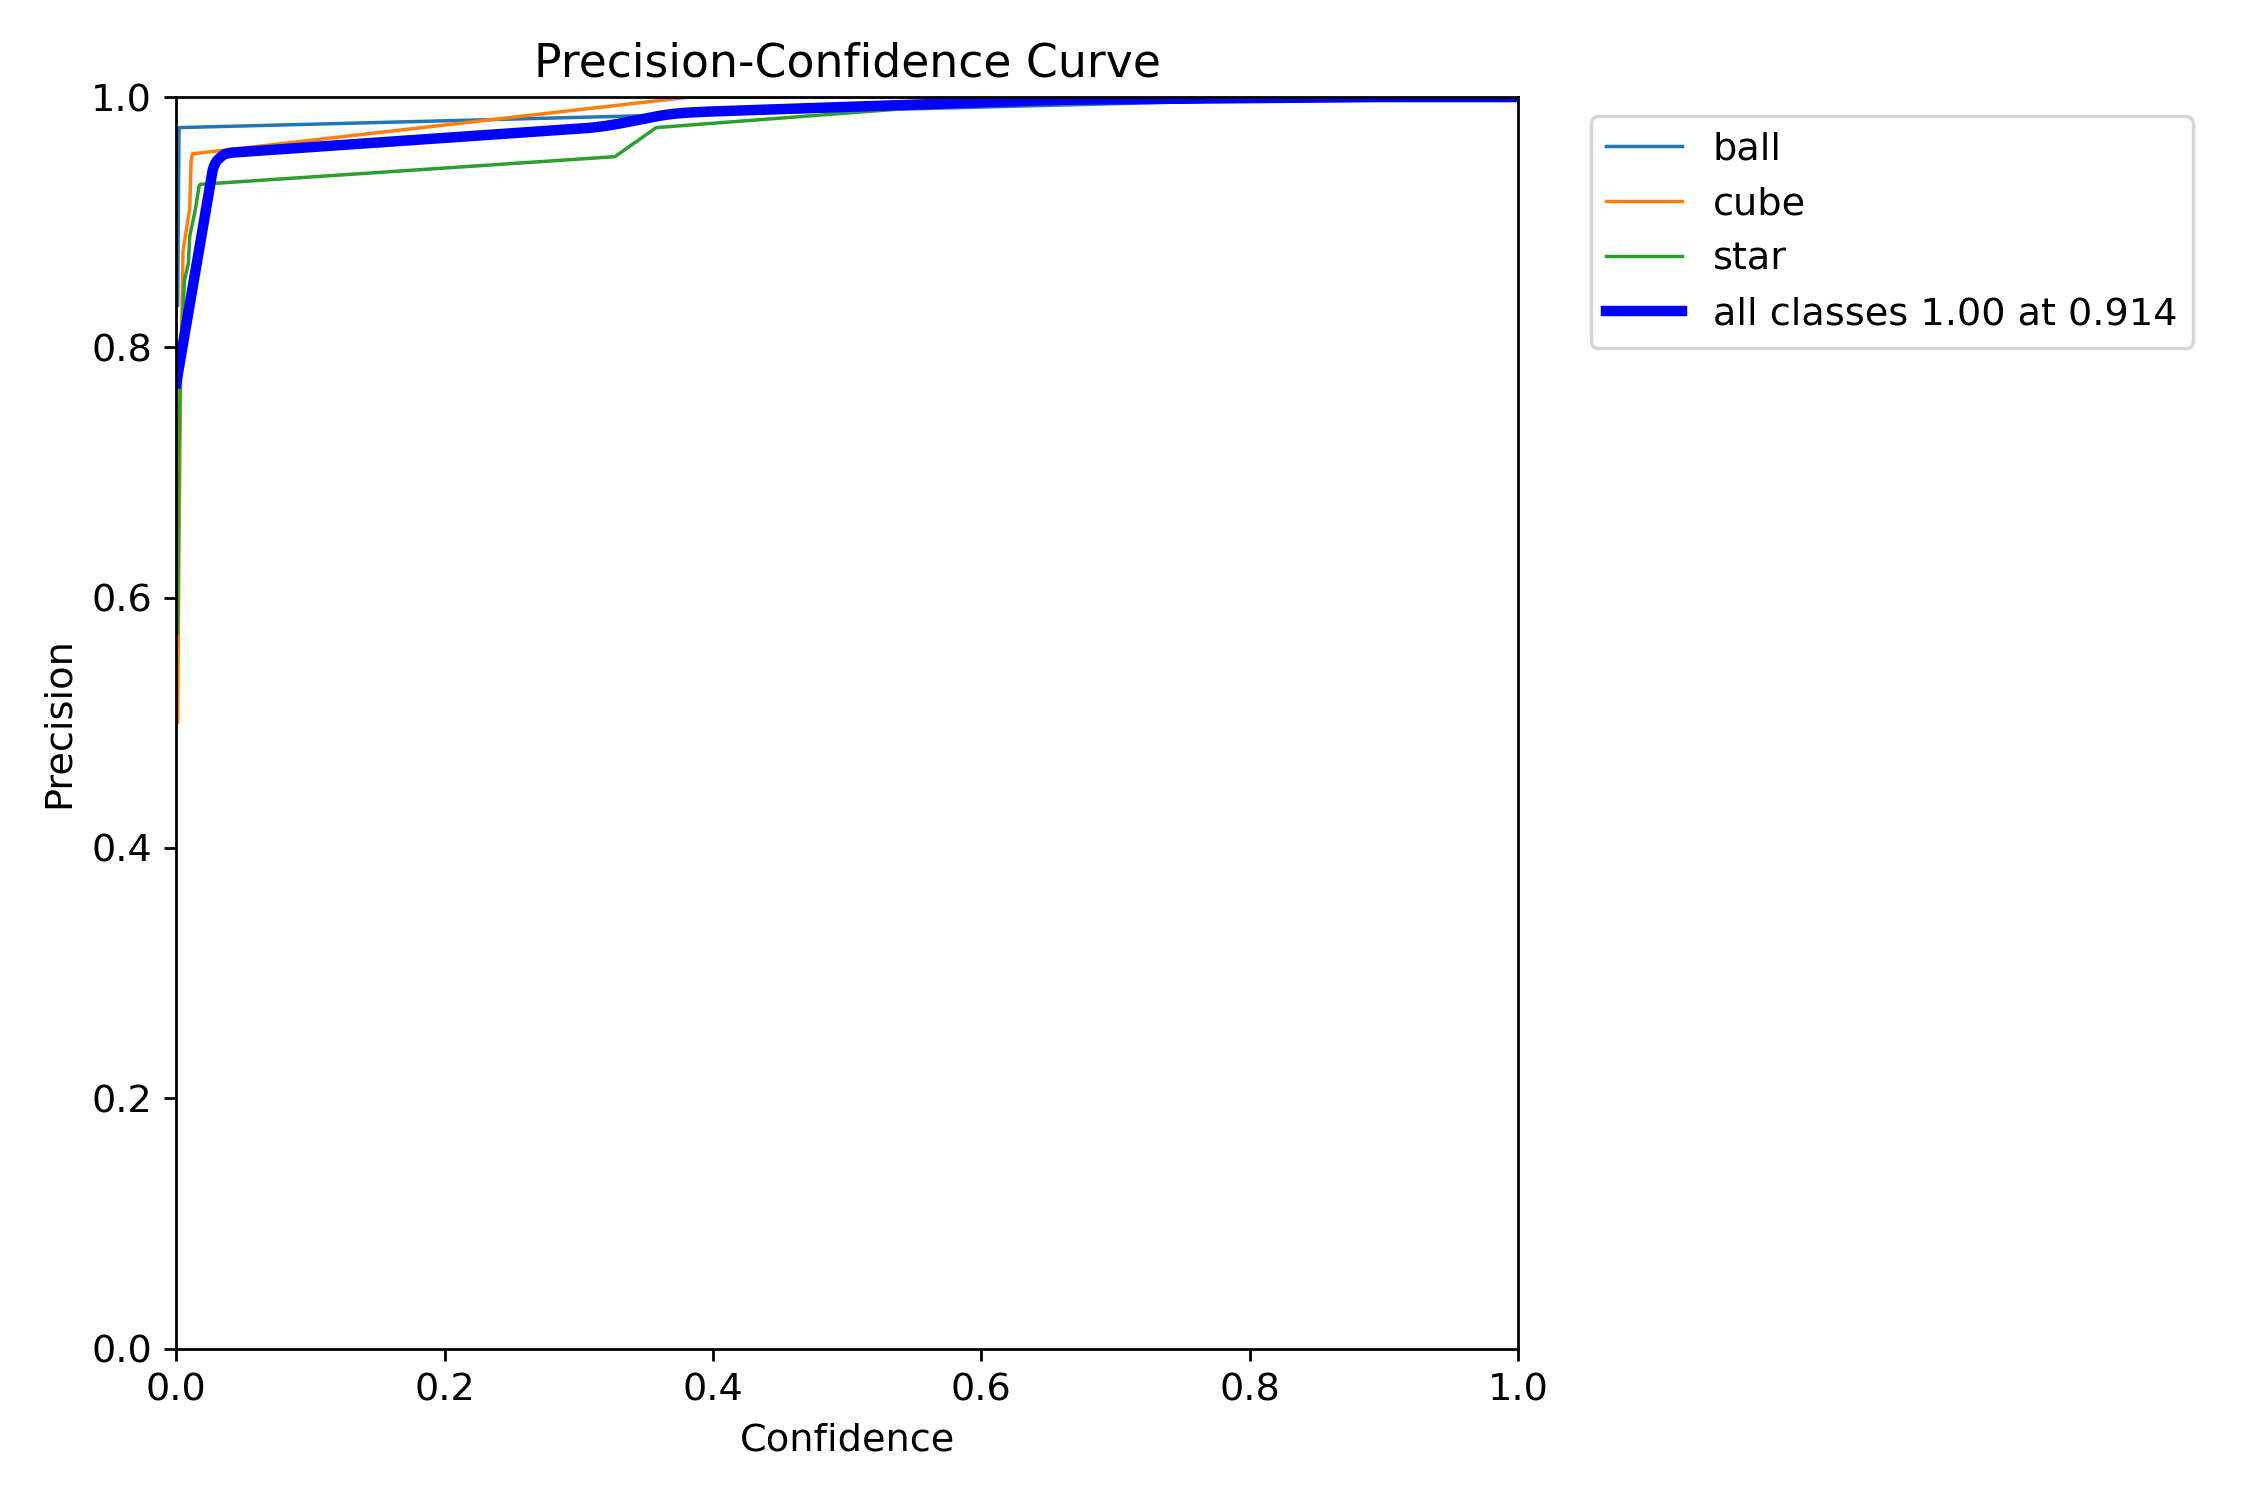 Precision-Confidence Curve
1.0
0.8
0.6
0.4
0.2
0.0
Precision
0.0 0.2 0.4 0.6 0.8 1.0
Confidence
ball
cube
star
all classes 1.00 at 0.914